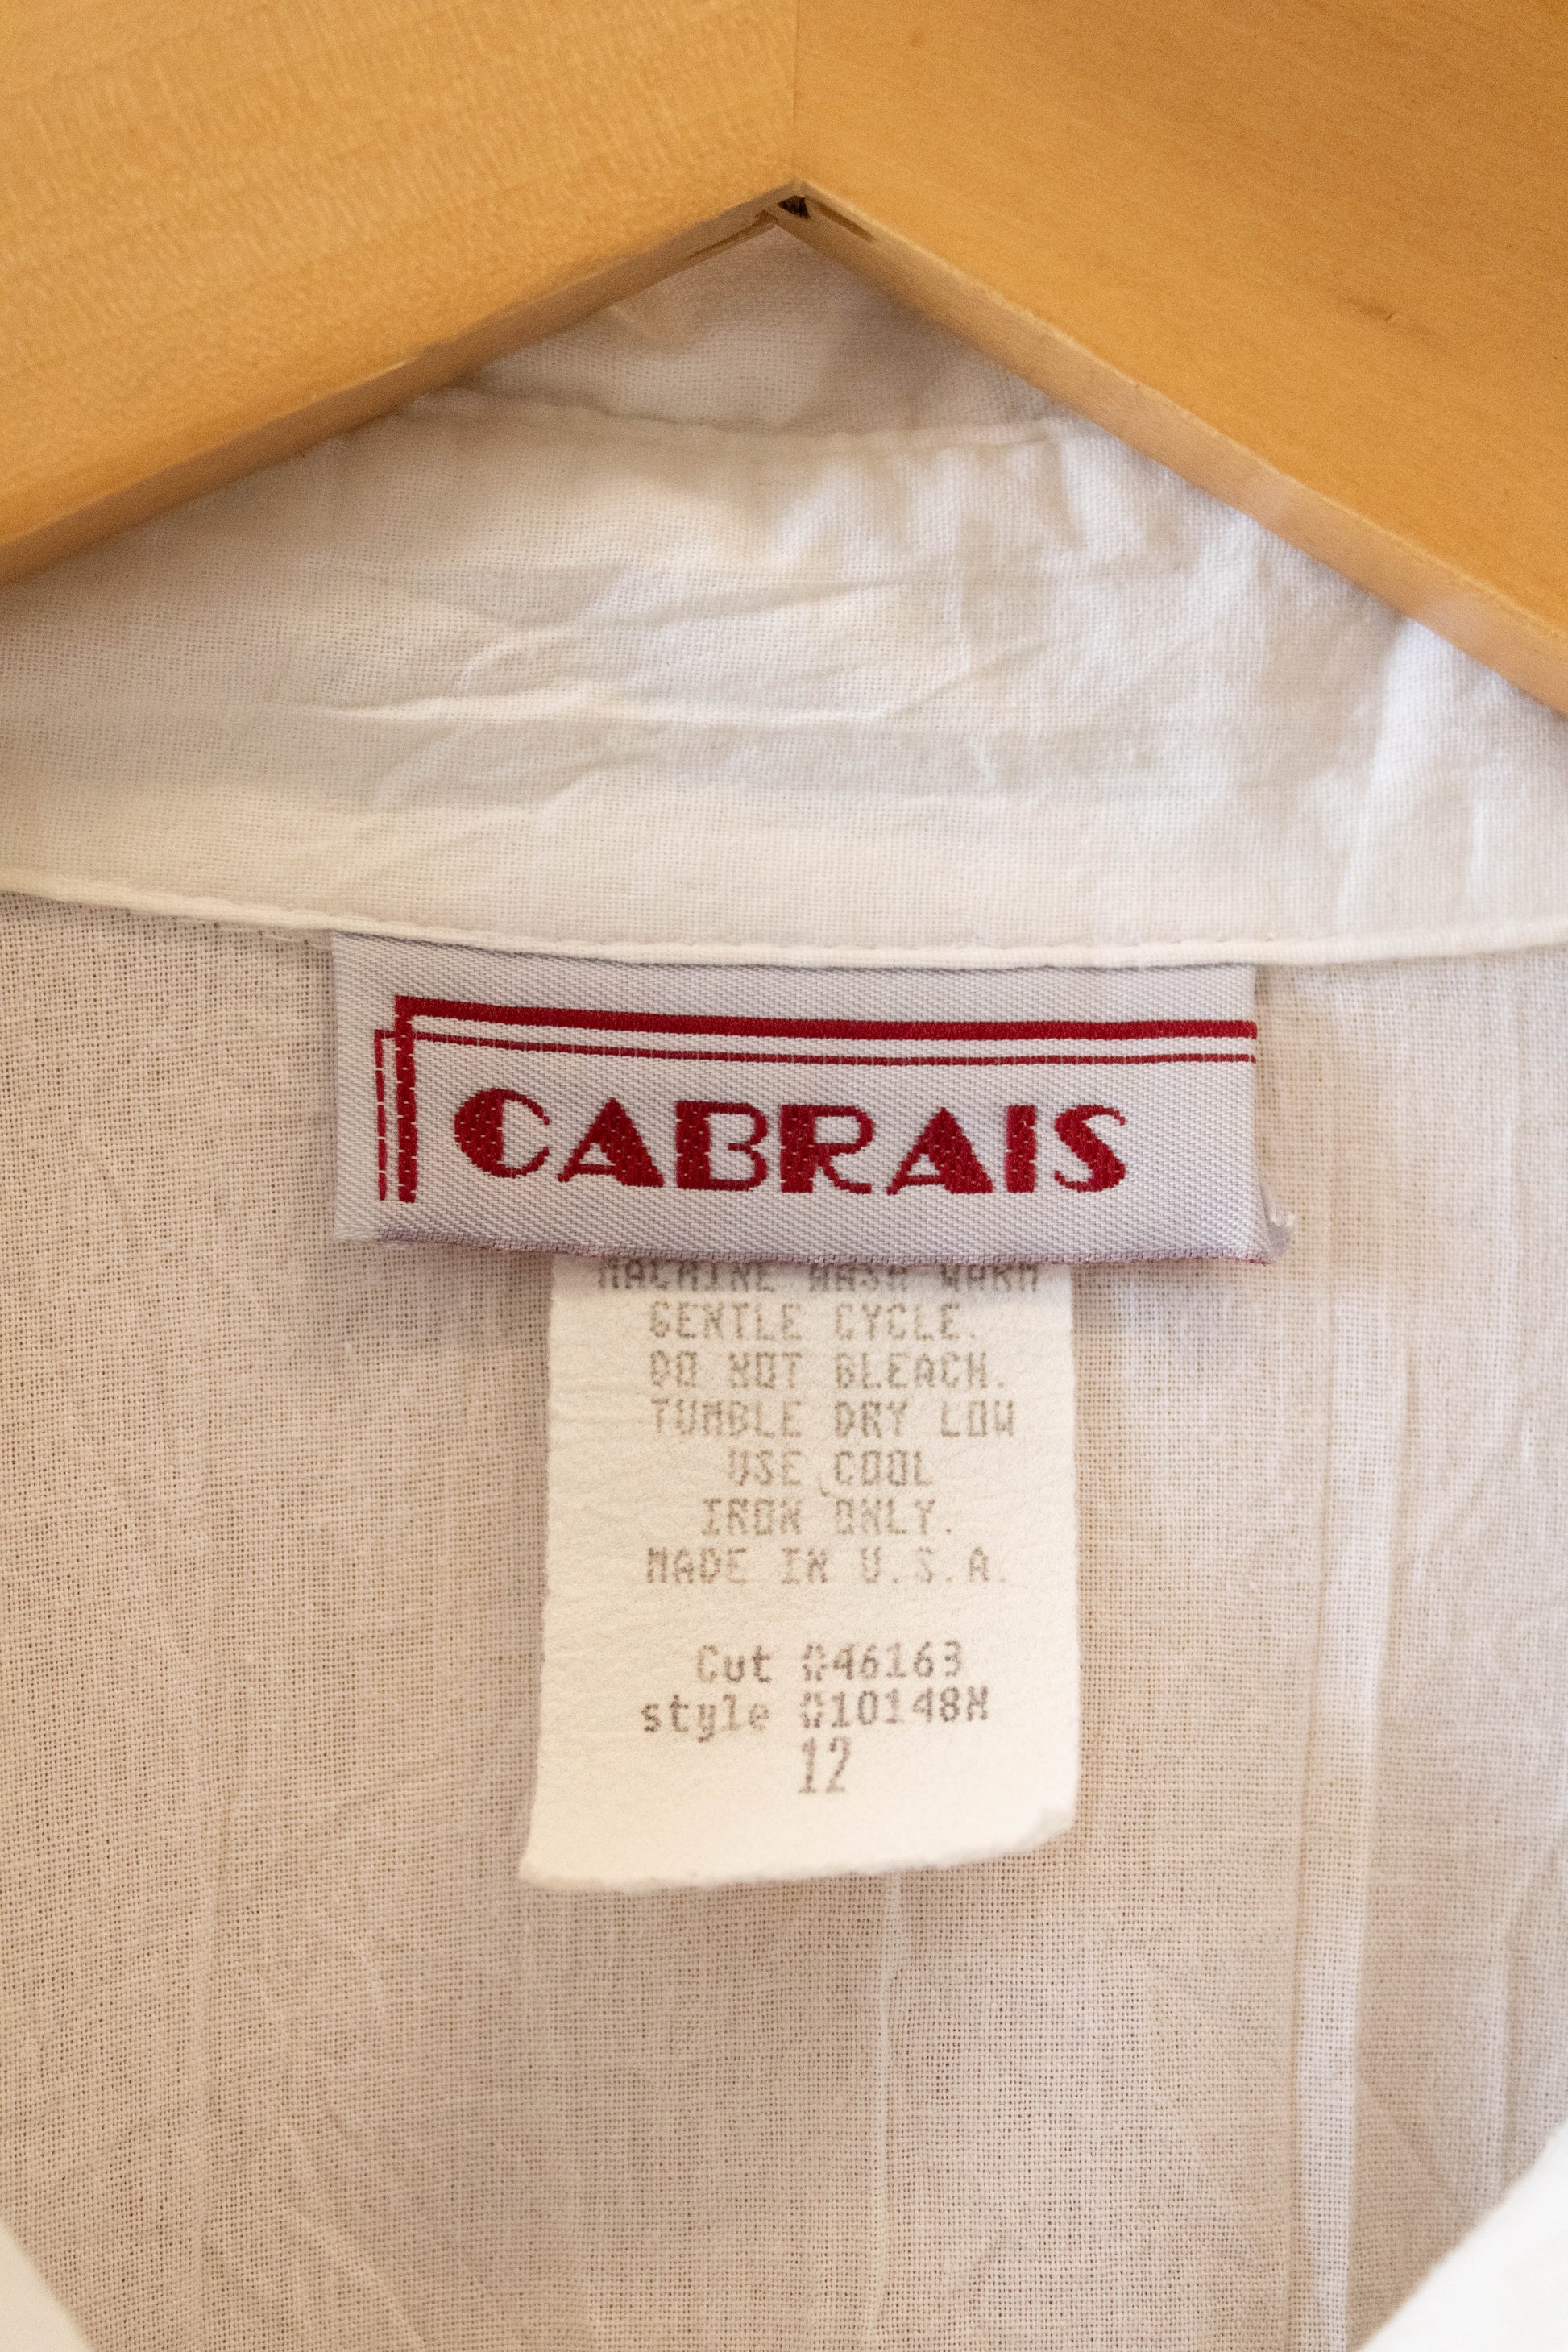 CABRAIS
MACHINE WASH WARM
GENTLE CYCLE.
DO NOT BLEACH.
TUMBLE DRY LOW
USE COOL
IRON ONLY.
MADE IN U.S.A.
Cut #46163
style #10148M
12